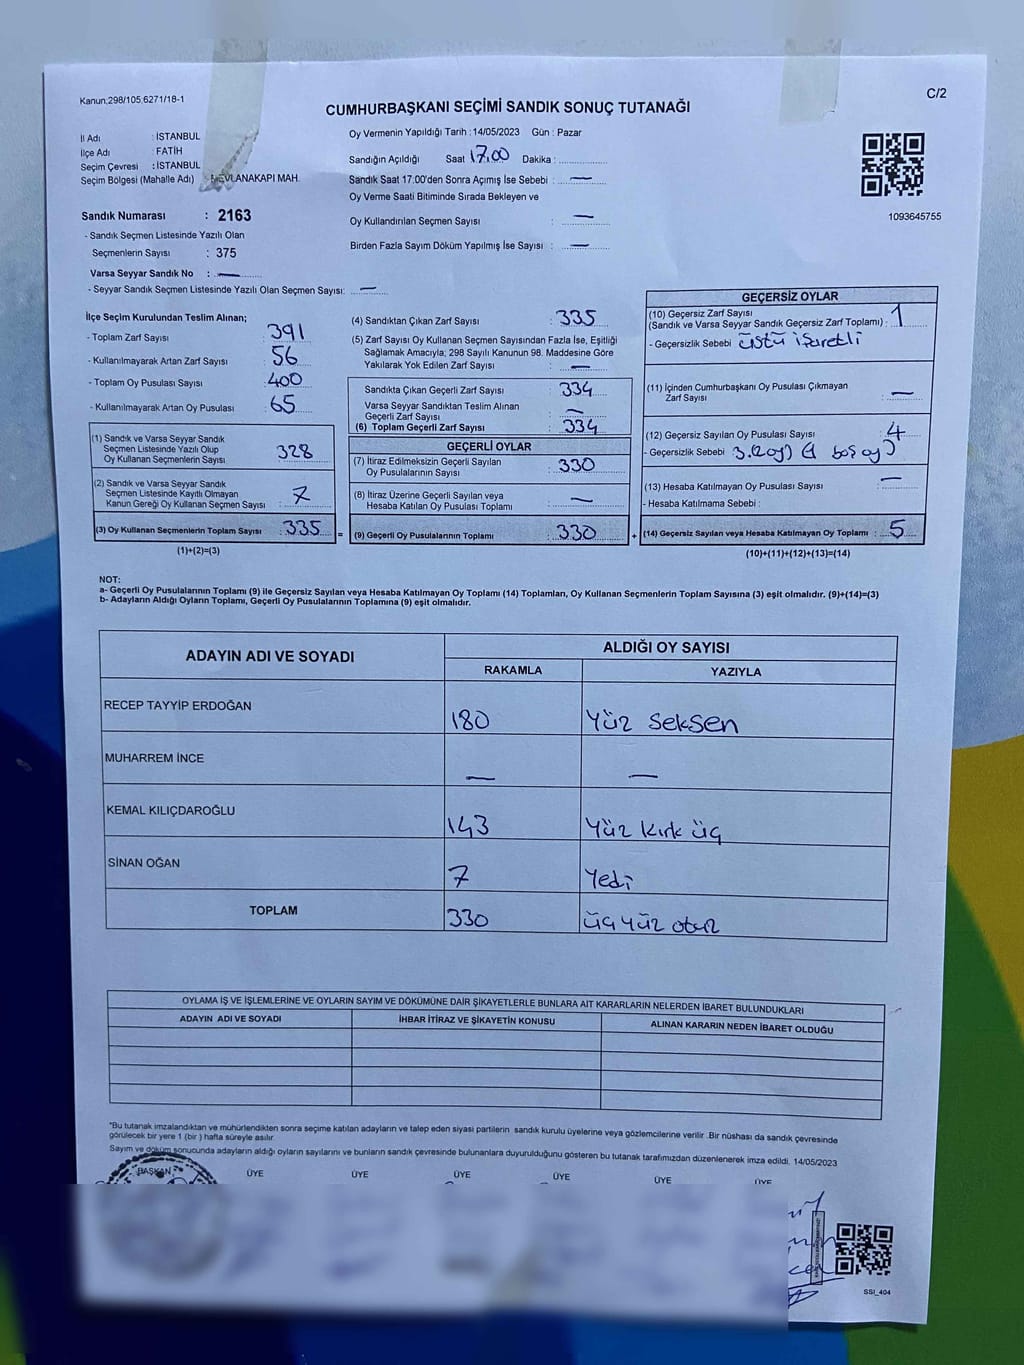 Kanun;298/105;6271/18-1
C/2
CUMHURBAŞKANI SEÇİMİ SANDIK SONUÇ TUTANAĞI
İl Adı : İSTANBUL
İlçe Adı : FATİH
Seçim Çevresi : İSTANBUL
Seçim Bölgesi (Mahalle Adı) MEVLANAKAPI MAH.
Oy Vermenin Yapıldığı Tarih : 14/05/2023 Gün : Pazar
Sandığın Açıldığı Saat 17.00 Dakika :
Sandık Saat 17.00'den Sonra Açımış İse Sebebi : —
Oy Verme Saati Bitiminde Sırada Bekleyen ve
Oy Kullandırılan Seçmen Sayısı : —
Birden Fazla Sayım Döküm Yapılmış İse Sayısı : —
1093645755
Sandık Numarası : 2163
- Sandık Seçmen Listesinde Yazılı Olan
Seçmenlerin Sayısı : 375
Varsa Seyyar Sandık No : —
- Seyyar Sandık Seçmen Listesinde Yazılı Olan Seçmen Sayısı: —
İlçe Seçim Kurulundan Teslim Alınan;
- Toplam Zarf Sayısı : 391
- Kullanılmayarak Artan Zarf Sayısı : 56
- Toplam Oy Pusulası Sayısı : 400
- Kullanılmayarak Artan Oy Pusulası : 65
(1) Sandık ve Varsa Seyyar Sandık
Seçmen Listesinde Yazılı Olup
Oy Kullanan Seçmenlerin Sayısı : 328
(2) Sandık ve Varsa Seyyar Sandık
Seçmen Listesinde Kayıtlı Olmayan
Kanun Gereği Oy Kullanan Seçmen Sayısı : 7
(3) Oy Kullanan Seçmenlerin Toplam Sayısı : 335 =
(1)+(2)=(3)
(4) Sandıktan Çıkan Zarf Sayısı : 335
(5) Zarf Sayısı Oy Kullanan Seçmen Sayısından Fazla İse, Eşitliği
Sağlamak Amacıyla; 298 Sayılı Kanunun 98. Maddesine Göre
Yakılarak Yok Edilen Zarf Sayısı : —
Sandıkta Çıkan Geçerli Zarf Sayısı : 334
Varsa Seyyar Sandıktan Teslim Alınan
Geçerli Zarf Sayısı : —
(6) Toplam Geçerli Zarf Sayısı : 334
GEÇERLİ OYLAR
(7) İtiraz Edilmeksizin Geçerli Sayılan
Oy Pusulalarının Sayısı : 330
(8) İtiraz Üzerine Geçerli Sayılan veya
Hesaba Katılan Oy Pusulası Toplamı : —
(9) Geçerli Oy Pusulalarının Toplamı : 330 +
GEÇERSİZ OYLAR
(10) Geçersiz Zarf Sayısı
(Sandık ve Varsa Seyyar Sandık Geçersiz Zarf Toplamı) : 1
- Geçersizlik Sebebi üstü işaretli
(11) İçinden Cumhurbaşkanı Oy Pusulası Çıkmayan
Zarf Sayısı : —
(12) Geçersiz Sayılan Oy Pusulası Sayısı : 4
- Geçersizlik Sebebi
(13) Hesaba Katılmayan Oy Pusulası Sayısı : —
- Hesaba Katılmama Sebebi :
(14) Geçersiz Sayılan veya Hesaba Katılmayan Oy Toplamı : 5
(10)+(11)+(12)+(13)=(14)
NOT:
a- Geçerli Oy Pusulalarının Toplamı (9) ile Geçersiz Sayılan veya Hesaba Katılmayan Oy Toplamı (14) Toplamları, Oy Kullanan Seçmenlerin Toplam Sayısına (3) eşit olmalıdır. (9)+(14)=(3)
b- Adayların Aldığı Oyların Toplamı, Geçerli Oy Pusulalarının Toplamına (9) eşit olmalıdır.
ADAYIN ADI VE SOYADI
ALDIĞI OY SAYISI
RAKAMLA YAZIYLA
RECEP TAYYİP ERDOĞAN 180 Yüz Seksen
MUHARREM İNCE — —
KEMAL KILIÇDAROĞLU 143 Yüz kırk üç
SİNAN OĞAN 7 Yedi
TOPLAM 330 üç yüz otuz
OYLAMA İŞ VE İŞLEMLERİNE VE OYLARIN SAYIM VE DÖKÜMÜNE DAİR ŞİKAYETLERLE BUNLARA AİT KARARLARIN NELERDEN İBARET BULUNDUKLARI
ADAYIN ADI VE SOYADI İHBAR İTİRAZ VE ŞİKAYETİN KONUSU ALINAN KARARIN NEDEN İBARET OLDUĞU
*Bu tutanak imzalandıktan ve mühürlendikten sonra seçime katılan adayların ve talep eden siyasi partilerin sandık kurulu üyelerine veya gözlemcilerine verilir .Bir nüshası da sandık çevresinde
görülecek bir yere 1 (bir ) hafta süreyle asılır.
Sayım ve döküm sonucunda adayların aldığı oyların sayılarını ve bunların sandık çevresinde bulunanlara duyurulduğunu gösteren bu tutanak tarafımızdan düzenlenerek imza edildi. 14/05/2023
BAŞKAN ÜYE ÜYE ÜYE ÜYE ÜYE ÜYE
SSI_404